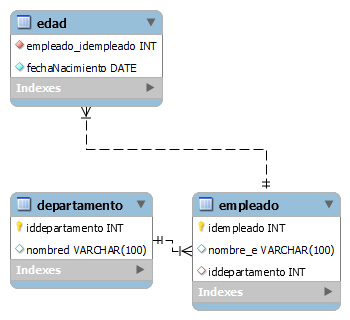 edad
empleado_idempleado INT
fechaNacimiento DATE
Indexes
departamento
iddepartamento INT
nombred VARCHAR(100)
Indexes
empleado
idempleado INT
nombre_e VARCHAR(100)
iddepartamento INT
Indexes